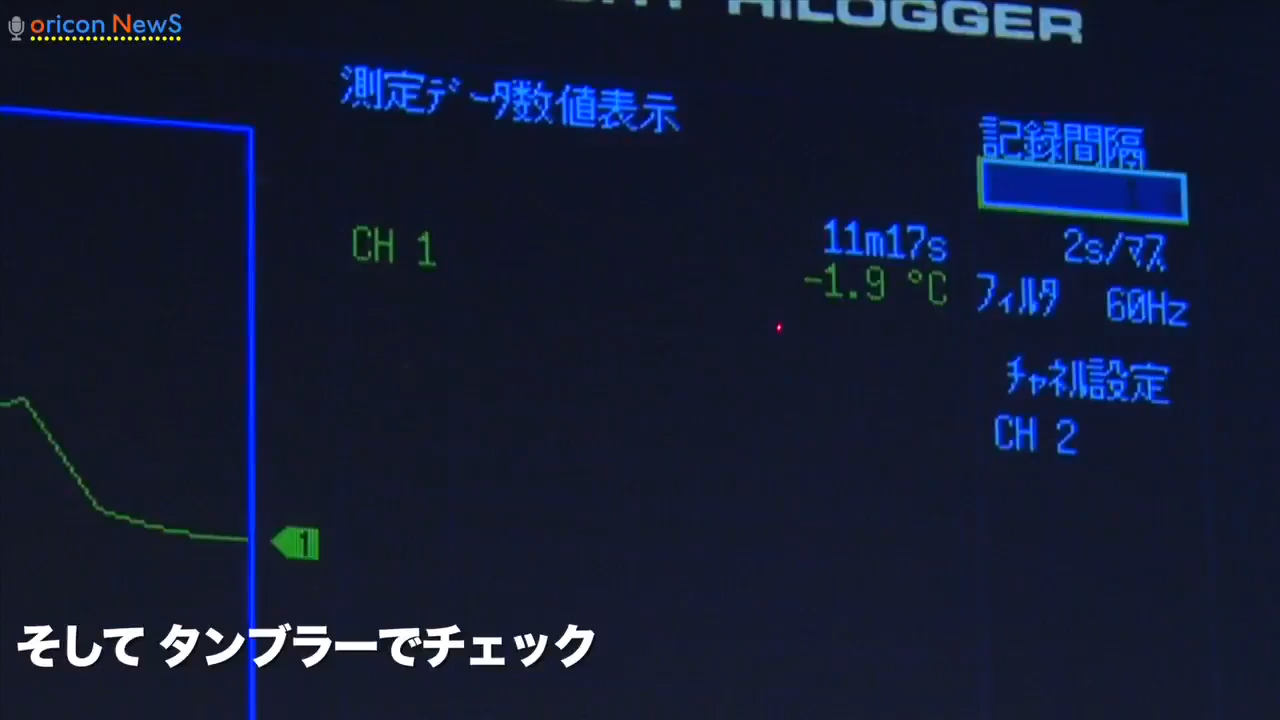 oricon NewS
HILOGGER
測定データ数値表示
記録間隔
CH 1
11m17s
-1.9 °C
2s/マス
フィルタ 60Hz
チャネル設定
CH 2
1
そして タンブラーでチェック